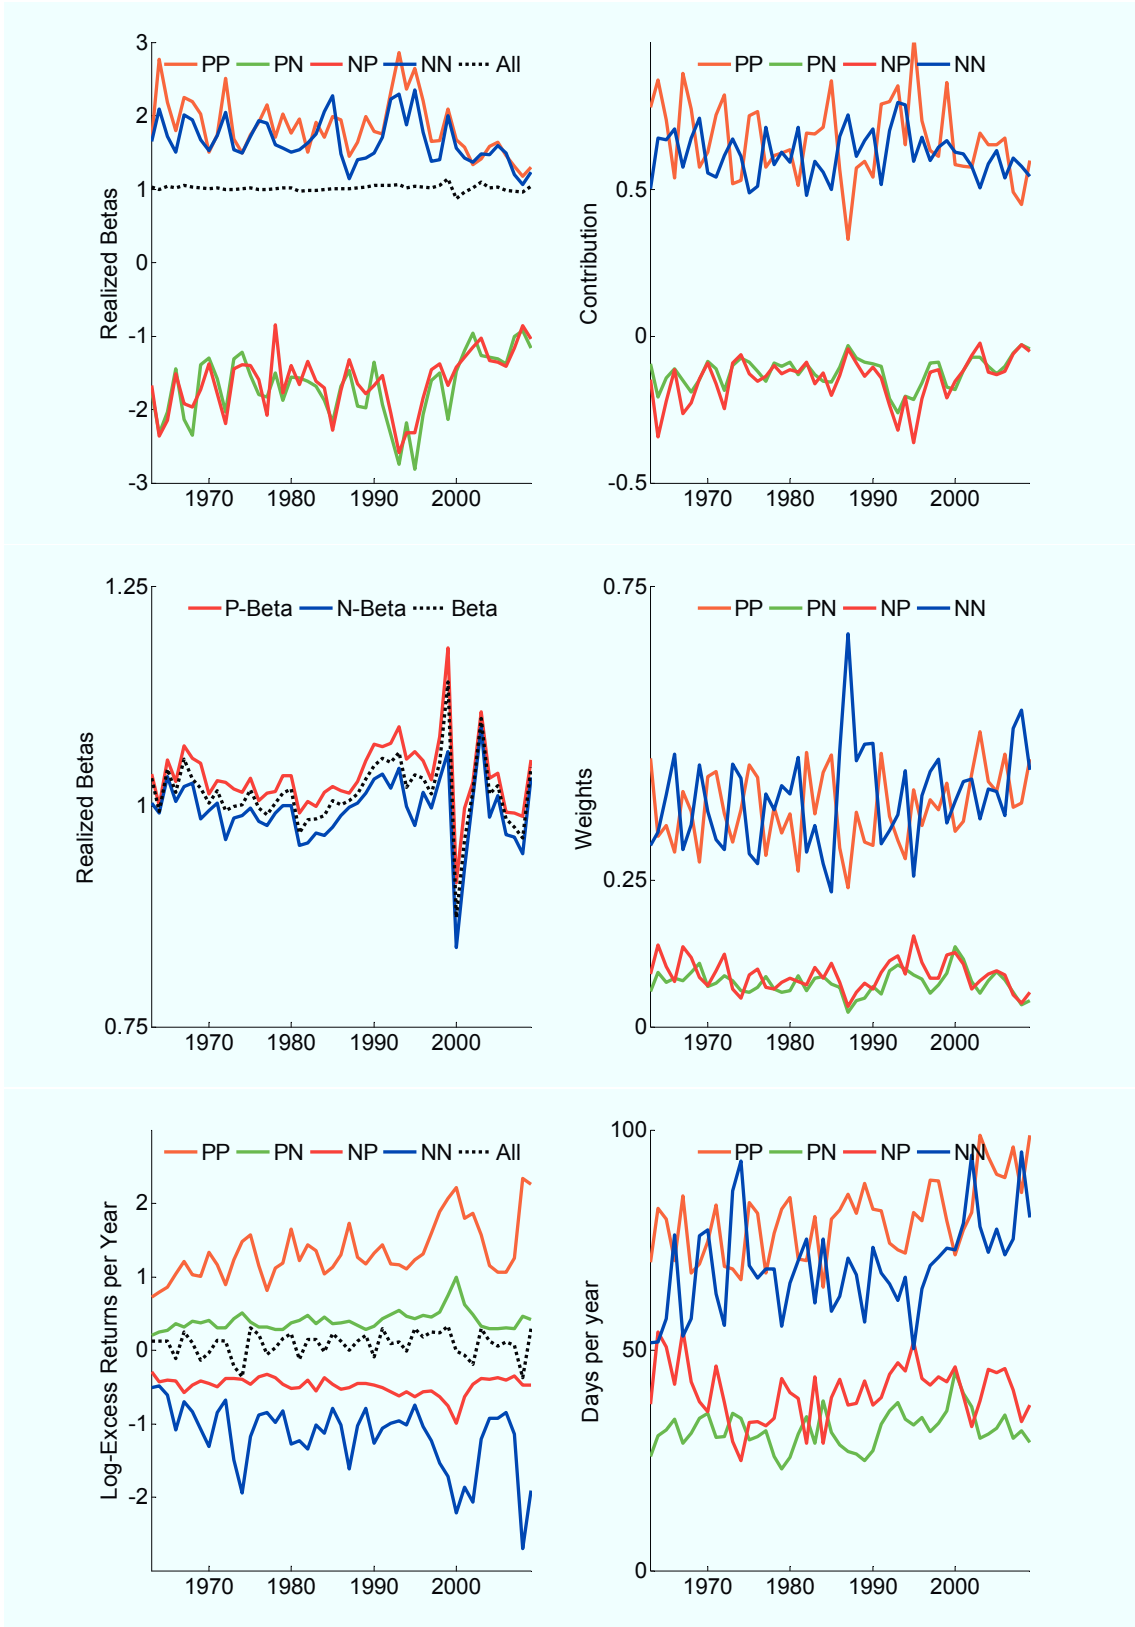 3
2
1
0
-1
-2
-3
Realized Betas
PP PN NP NN All
1970 1980 1990 2000
0.5
0
-0.5
Contribution
PP PN NP NN
1970 1980 1990 2000
1.25
1
0.75
Realized Betas
P-Beta N-Beta Beta
1970 1980 1990 2000
0.75
0.25
0
Weights
PP PN NP NN
1970 1980 1990 2000
2
1
0
-1
-2
Log-Excess Returns per Year
PP PN NP NN All
1970 1980 1990 2000
100
50
0
Days per year
PP PN NP NN
1970 1980 1990 2000